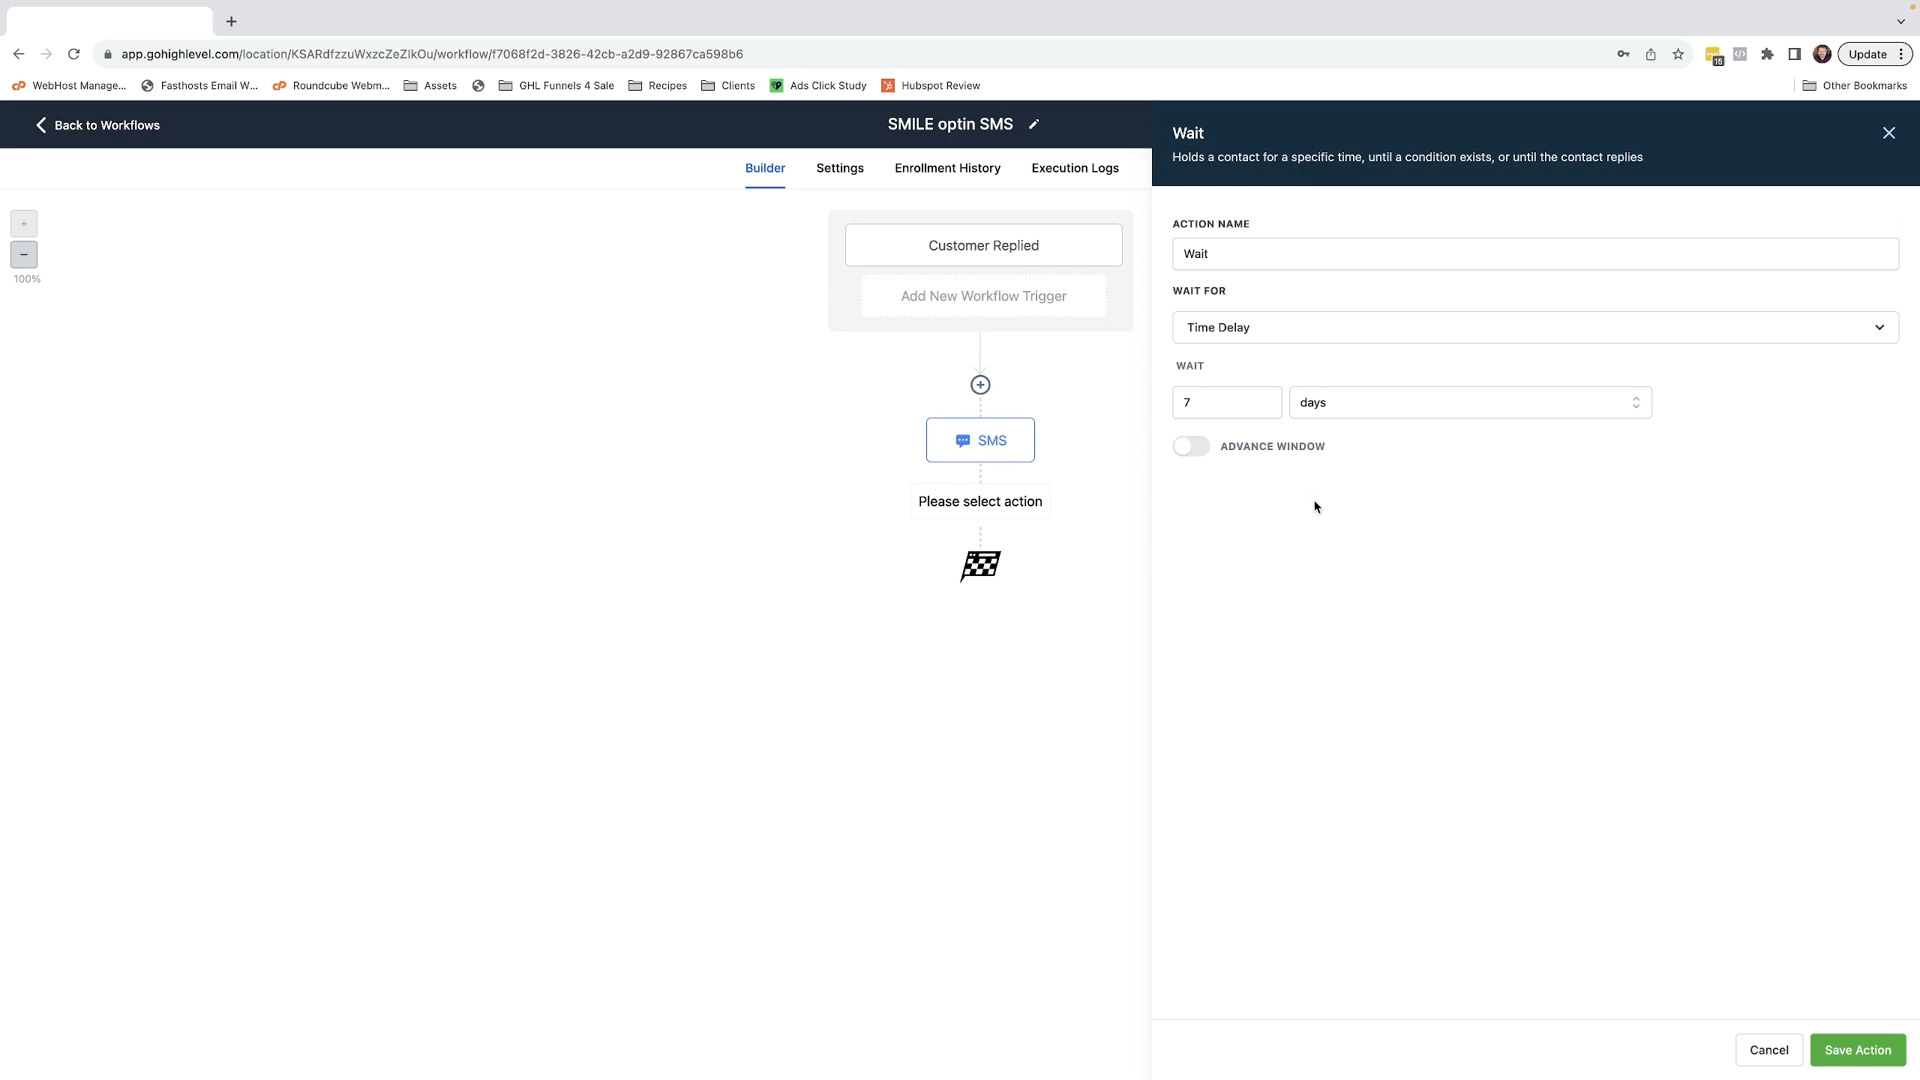 app.gohighlevel.com/location/KSARdfzzuWxzcZeZlkOu/workflow/f7068f2d-3826-42cb-a2d9-92867ca598b6
15
Update
WebHost Manage...
Fasthosts Email W...
Roundcube Webm...
Assets
GHL Funnels 4 Sale
Recipes
Clients
Ads Click Study
Hubspot Review
Other Bookmarks
Back to Workflows
SMILE optin SMS
Builder
Settings
Enrollment History
Execution Logs
+
−
100%
Customer Replied
Add New Workflow Trigger
SMS
Please select action
Wait
Holds a contact for a specific time, until a condition exists, or until the contact replies
ACTION NAME
Wait
WAIT FOR
Time Delay
WAIT
7
days
ADVANCE WINDOW
Cancel
Save Action